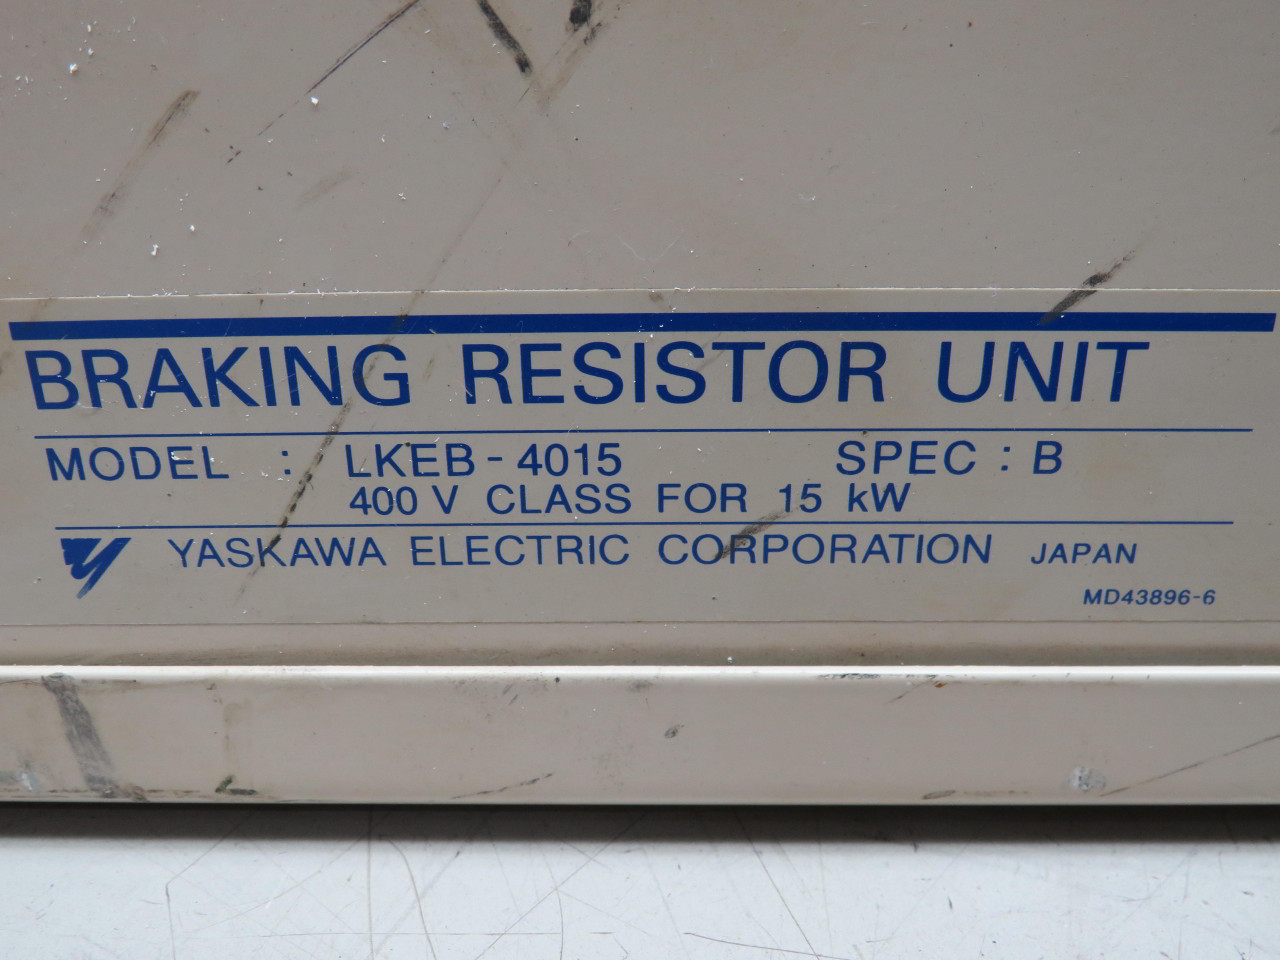 BRAKING RESISTOR UNIT
MODEL : LKEB-4015 SPEC : B
400 V CLASS FOR 15 kW
YASKAWA ELECTRIC CORPORATION JAPAN
MD43896-6